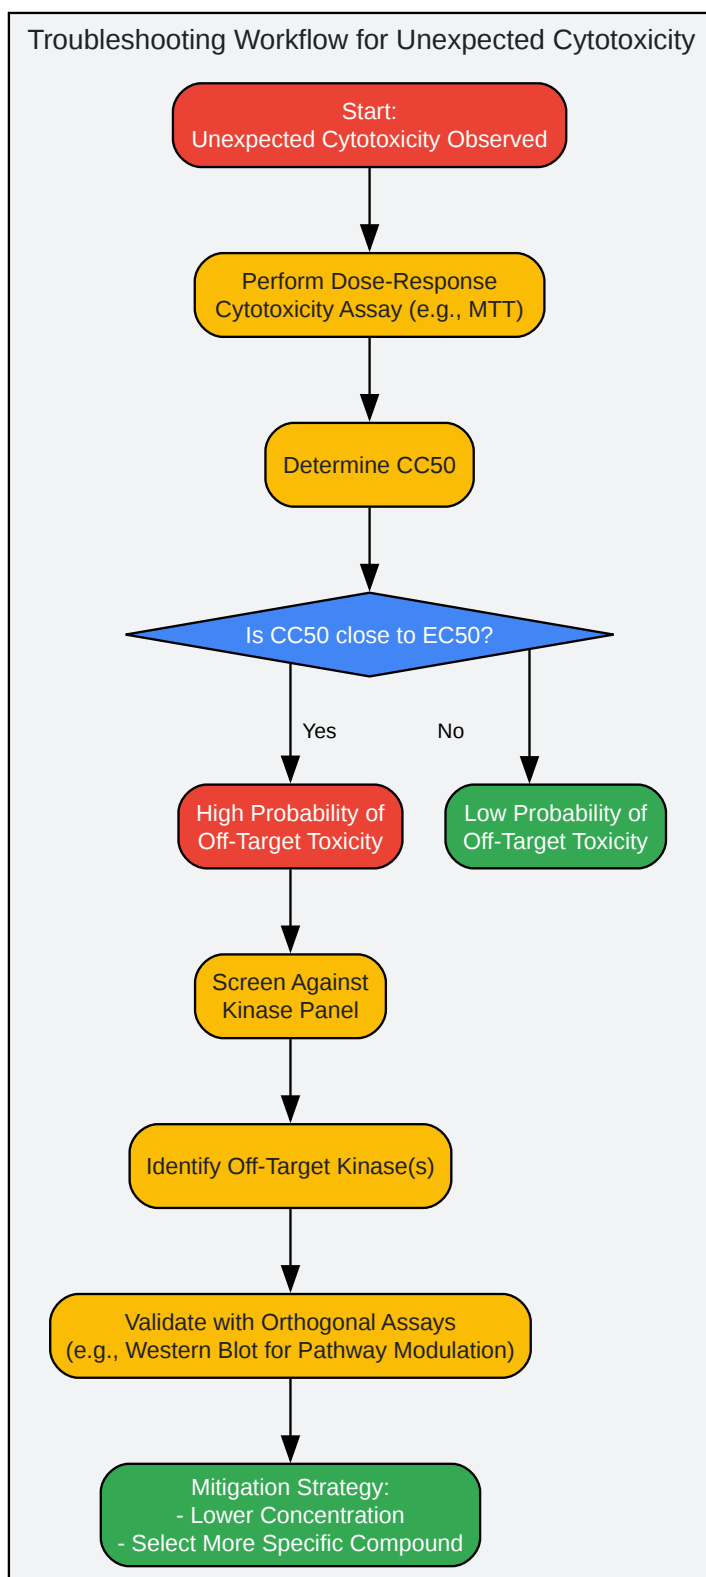 Troubleshooting Workflow for Unexpected Cytotoxicity
Start:
Unexpected Cytotoxicity Observed
Perform Dose-Response
Cytotoxicity Assay (e.g., MTT)
Determine CC50
Is CC50 close to EC50?
Yes
No
High Probability of
Off-Target Toxicity
Low Probability of
Off-Target Toxicity
Screen Against
Kinase Panel
Identify Off-Target Kinase(s)
Validate with Orthogonal Assays
(e.g., Western Blot for Pathway Modulation)
Mitigation Strategy:
- Lower Concentration
- Select More Specific Compound